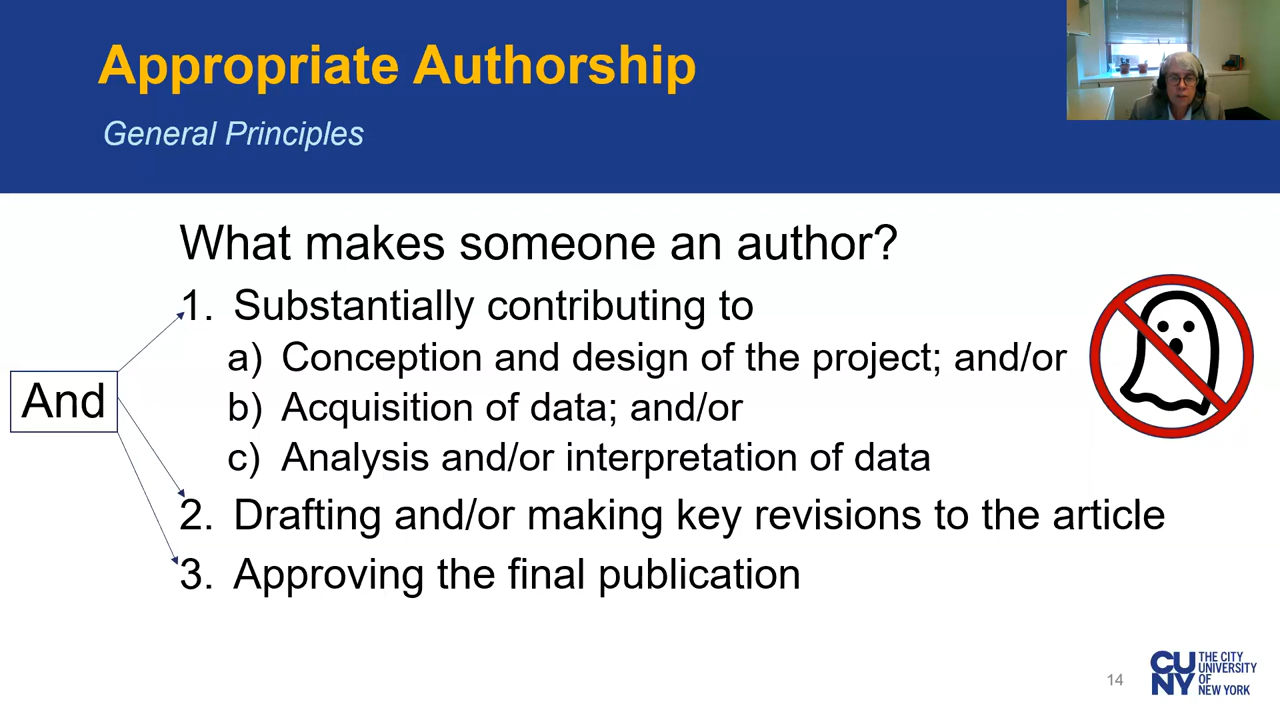 Appropriate Authorship
General Principles
What makes someone an author?
1. Substantially contributing to
a) Conception and design of the project; and/or
b) Acquisition of data; and/or
c) Analysis and/or interpretation of data
And
2. Drafting and/or making key revisions to the article
3. Approving the final publication
14
CU
NY
THE CITY
UNIVERSITY
OF
NEW YORK